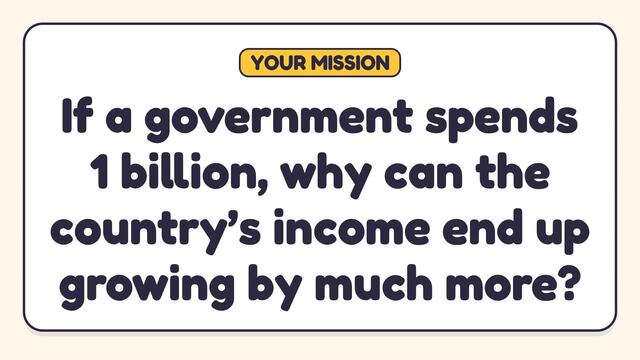 YOUR MISSION
If a government spends
1 billion, why can the
country’s income end up
growing by much more?